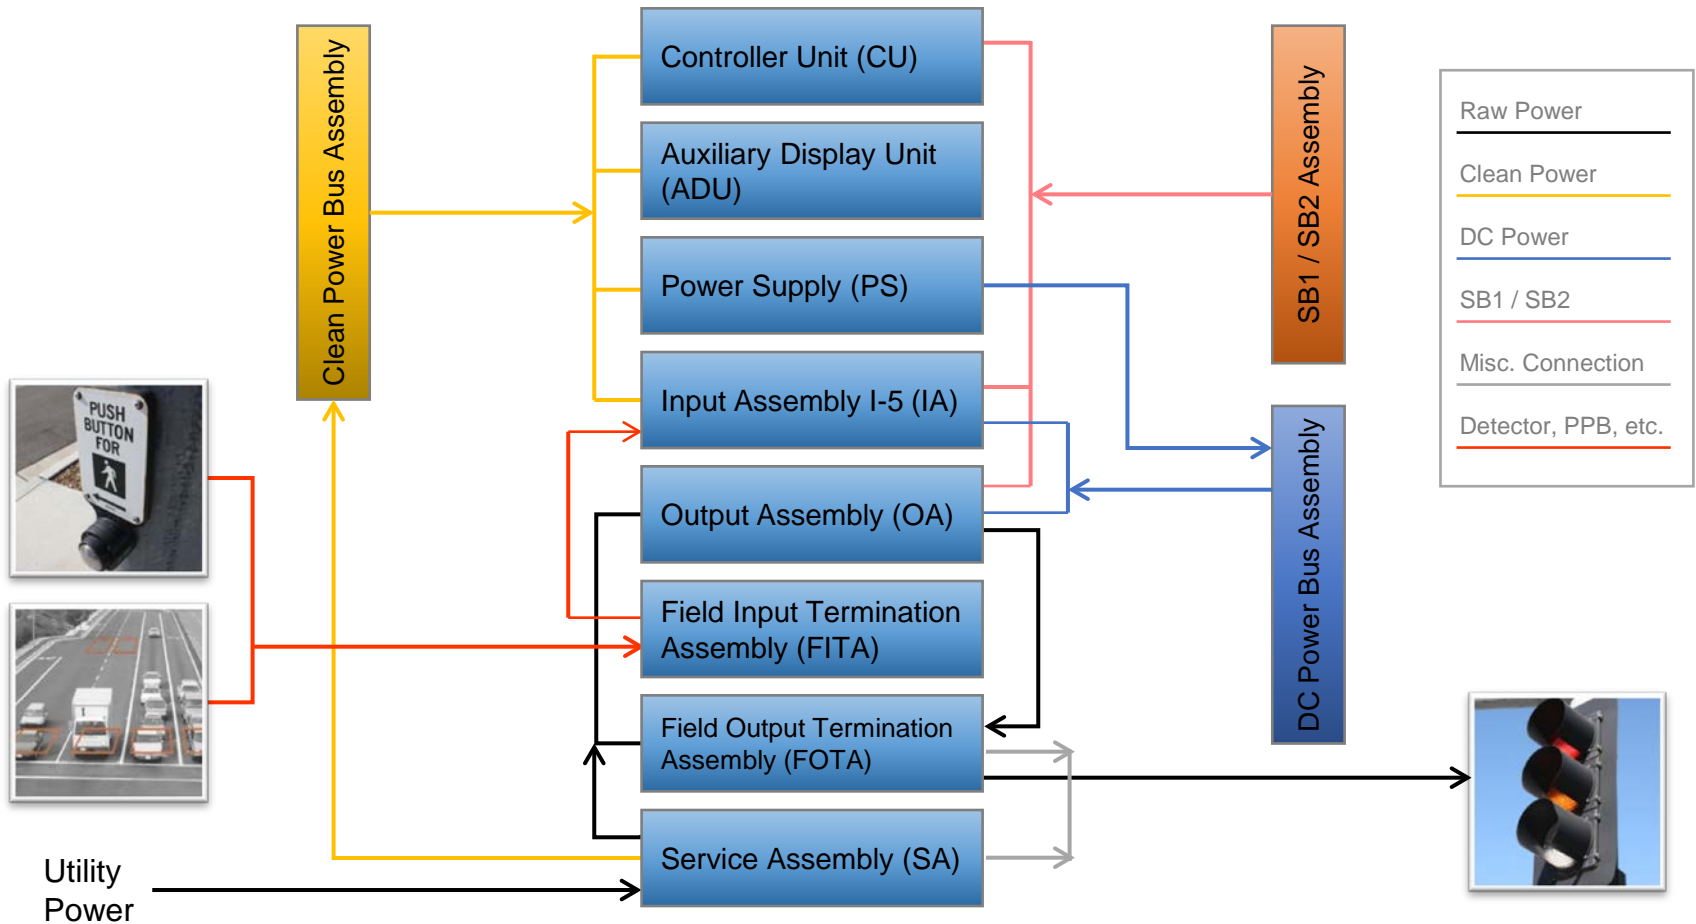 Clean Power Bus Assembly
Controller Unit (CU)
Auxiliary Display Unit
(ADU)
Power Supply (PS)
Input Assembly I-5 (IA)
Output Assembly (OA)
Field Input Termination
Assembly (FITA)
Field Output Termination
Assembly (FOTA)
Service Assembly (SA)
SB1 / SB2 Assembly
DC Power Bus Assembly
Raw Power
Clean Power
DC Power
SB1 / SB2
Misc. Connection
Detector, PPB, etc.
PUSH
BUTTON
FOR
Utility
Power